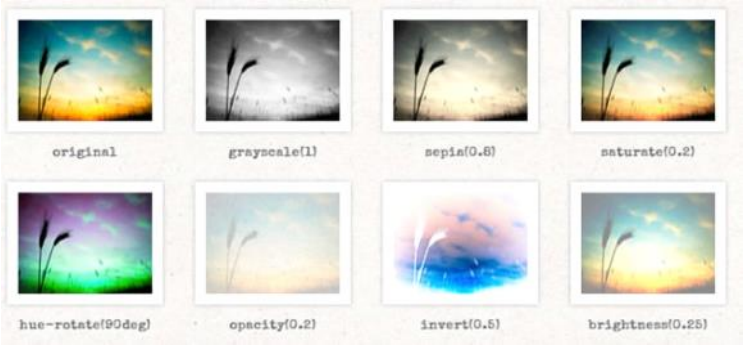 original
grayscale(1)
sepia(0.8)
saturate(0.2)
hue-rotate(90deg)
opacity(0.2)
invert(0.5)
brightness(0.25)